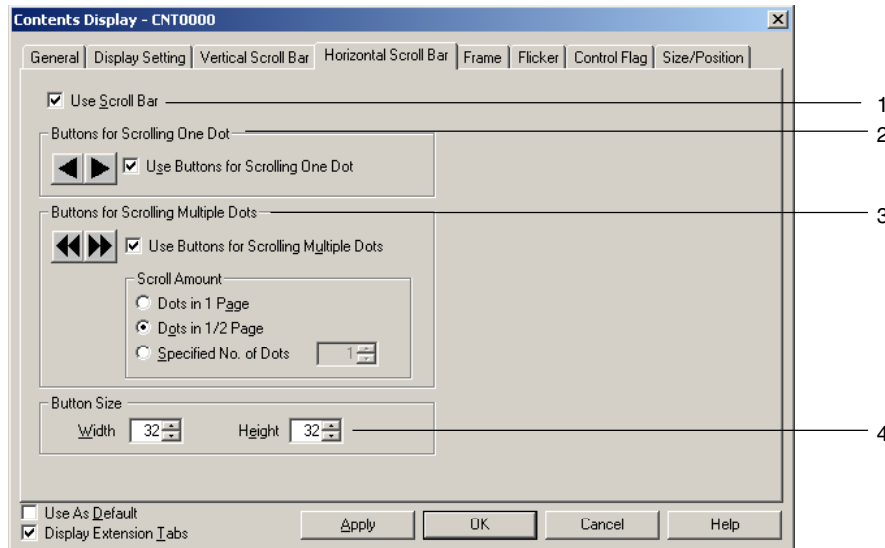 Contents Display - CNT0000
General Display Setting Vertical Scroll Bar Horizontal Scroll Bar Frame Flicker Control Flag Size/Position
Use Scroll Bar 1
Buttons for Scrolling One Dot 2
Use Buttons for Scrolling One Dot
Buttons for Scrolling Multiple Dots 3
Use Buttons for Scrolling Multiple Dots
Scroll Amount
Dots in 1 Page
Dots in 1/2 Page
Specified No. of Dots 1
Button Size
Width 32 Height 32 4
Use As Default
Display Extension Tabs
Apply OK Cancel Help